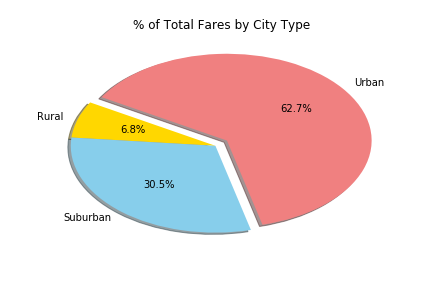 % of Total Fares by City Type
Urban
62.7%
Rural
6.8%
30.5%
Suburban